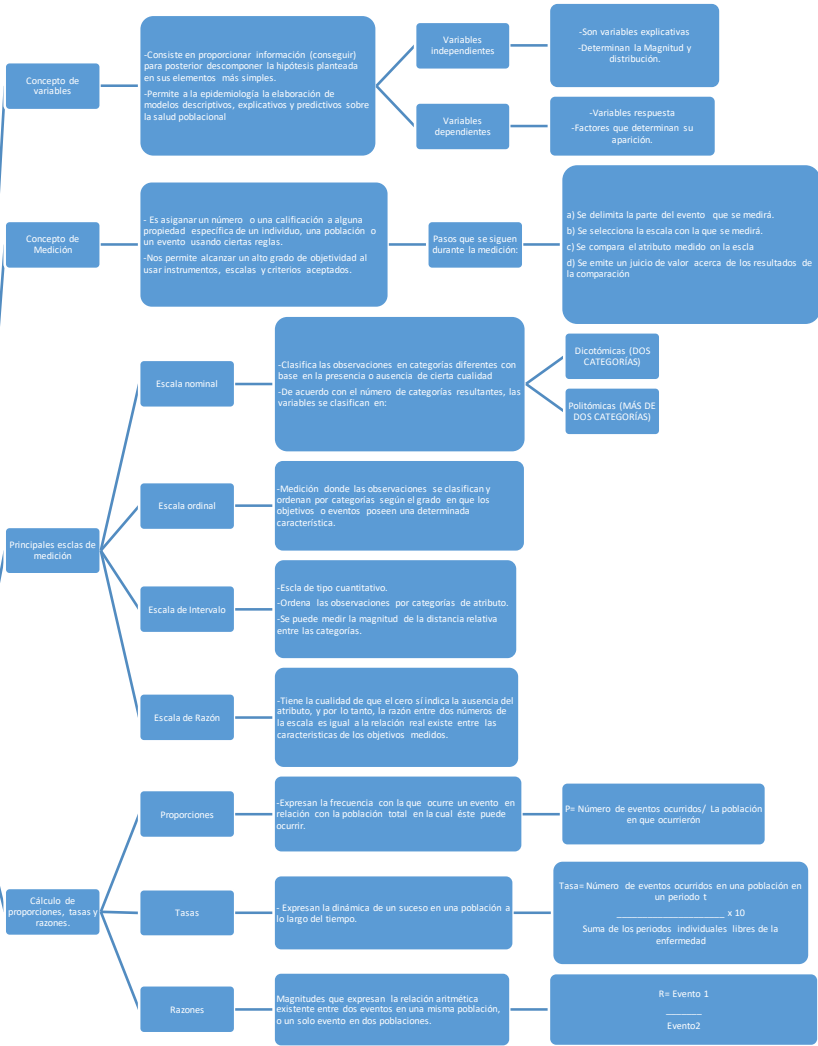 Concepto de
variables
-Consiste en proporcionar información (conseguir)
para posterior descomponer la hipótesis planteada
en sus elementos más simples.
-Permite a la epidemiología la elaboración de
modelos descriptivos, explicativos y predictivos sobre
la salud poblacional
Variables
independientes
-Son variables explicativas
-Determinan la Magnitud y
distribución.
Variables
dependientes
-Variables respuesta
-Factores que determinan su
aparición.
Concepto de
Medición
- Es asiganar un número o una calificación a alguna
propiedad específica de un individuo, una población o
un evento usando ciertas reglas.
-Nos permite alcanzar un alto grado de objetividad al
usar instrumentos, escalas y criterios aceptados.
Pasos que se siguen
durante la medición:
a) Se delimita la parte del evento que se medirá.
b) Se selecciona la escala con la que se medirá.
c) Se compara el atributo medido on la escla
d) Se emite un juicio de valor acerca de los resultados de
la comparación
Principales esclas de
medición
Escala nominal
-Clasifica las observaciones en categorías diferentes con
base en la presencia o ausencia de cierta cualidad
-De acuerdo con el número de categorías resultantes, las
variables se clasifican en:
Dicotómicas (DOS
CATEGORÍAS)
Politómicas (MÁS DE
DOS CATEGORÍAS)
Escala ordinal
-Medición donde las observaciones se clasifican y
ordenan por categorías según el grado en que los
objetivos o eventos poseen una determinada
característica.
Escala de Intervalo
-Escla de tipo cuantitativo.
-Ordena las observaciones por categorías de atributo.
-Se puede medir la magnitud de la distancia relativa
entre las categorías.
Escala de Razón
-Tiene la cualidad de que el cero sí indica la ausencia del
atributo, y por lo tanto, la razón entre dos números de
la escala es igual a la relación real existe entre las
caracteristicas de los objetivos medidos.
Cálculo de
proporciones, tasas y
razones.
Proporciones
-Expresan la frecuencia con la que ocurre un evento en
relación con la población total en la cual éste puede
ocurrir.
P= Número de eventos ocurridos/ La población
en que ocurrierón
Tasas
- Expresan la dinámica de un suceso en una población a
lo largo del tiempo.
Tasa= Número de eventos ocurridos en una población en
un periodo t
______________________ x 10
Suma de los periodos individuales libres de la
enfermedad
Razones
Magnitudes que expresan la relación aritmética
existente entre dos eventos en una misma población,
o un solo evento en dos poblaciones.
R= Evento 1
_______
Evento2